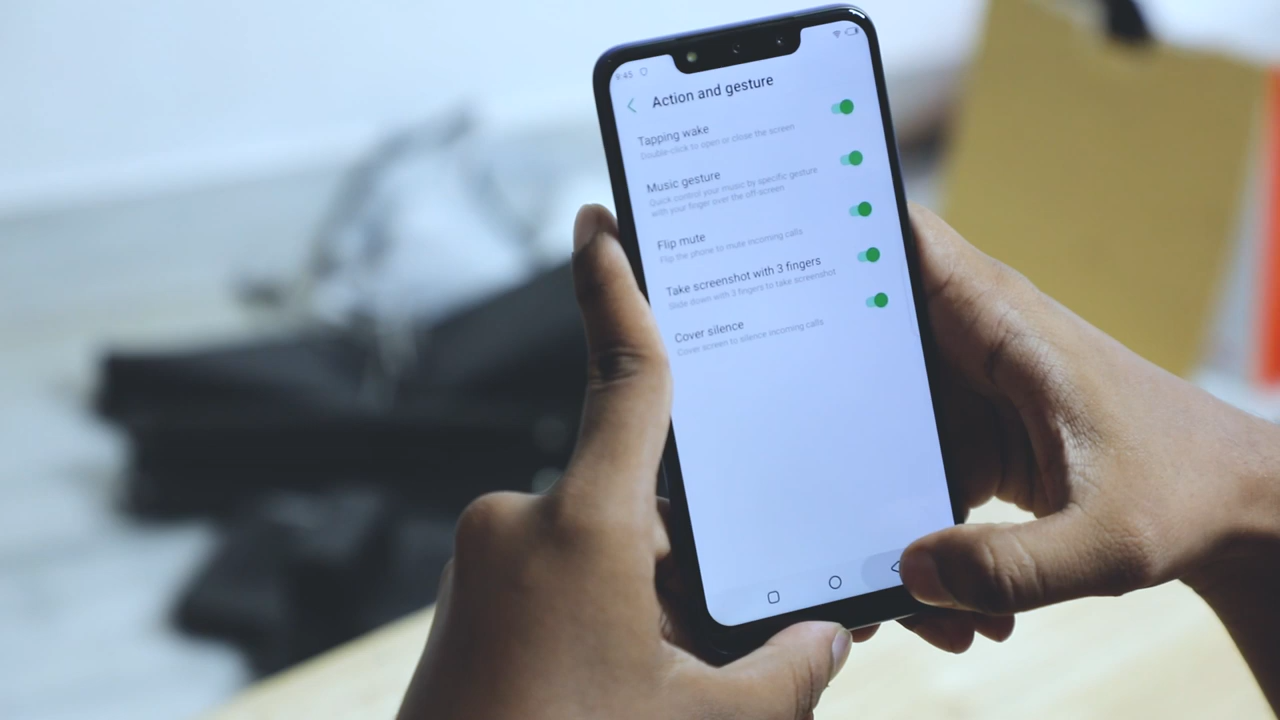 9:45
Action and gesture
Tapping wake
Double-click to open or close the screen
Music gesture
Quick control your music by specific gesture
with your finger over the off-screen
Flip mute
Flip the phone to mute incoming calls
Take screenshot with 3 fingers
Slide down with 3 fingers to take screenshot
Cover silence
Cover screen to silence incoming calls